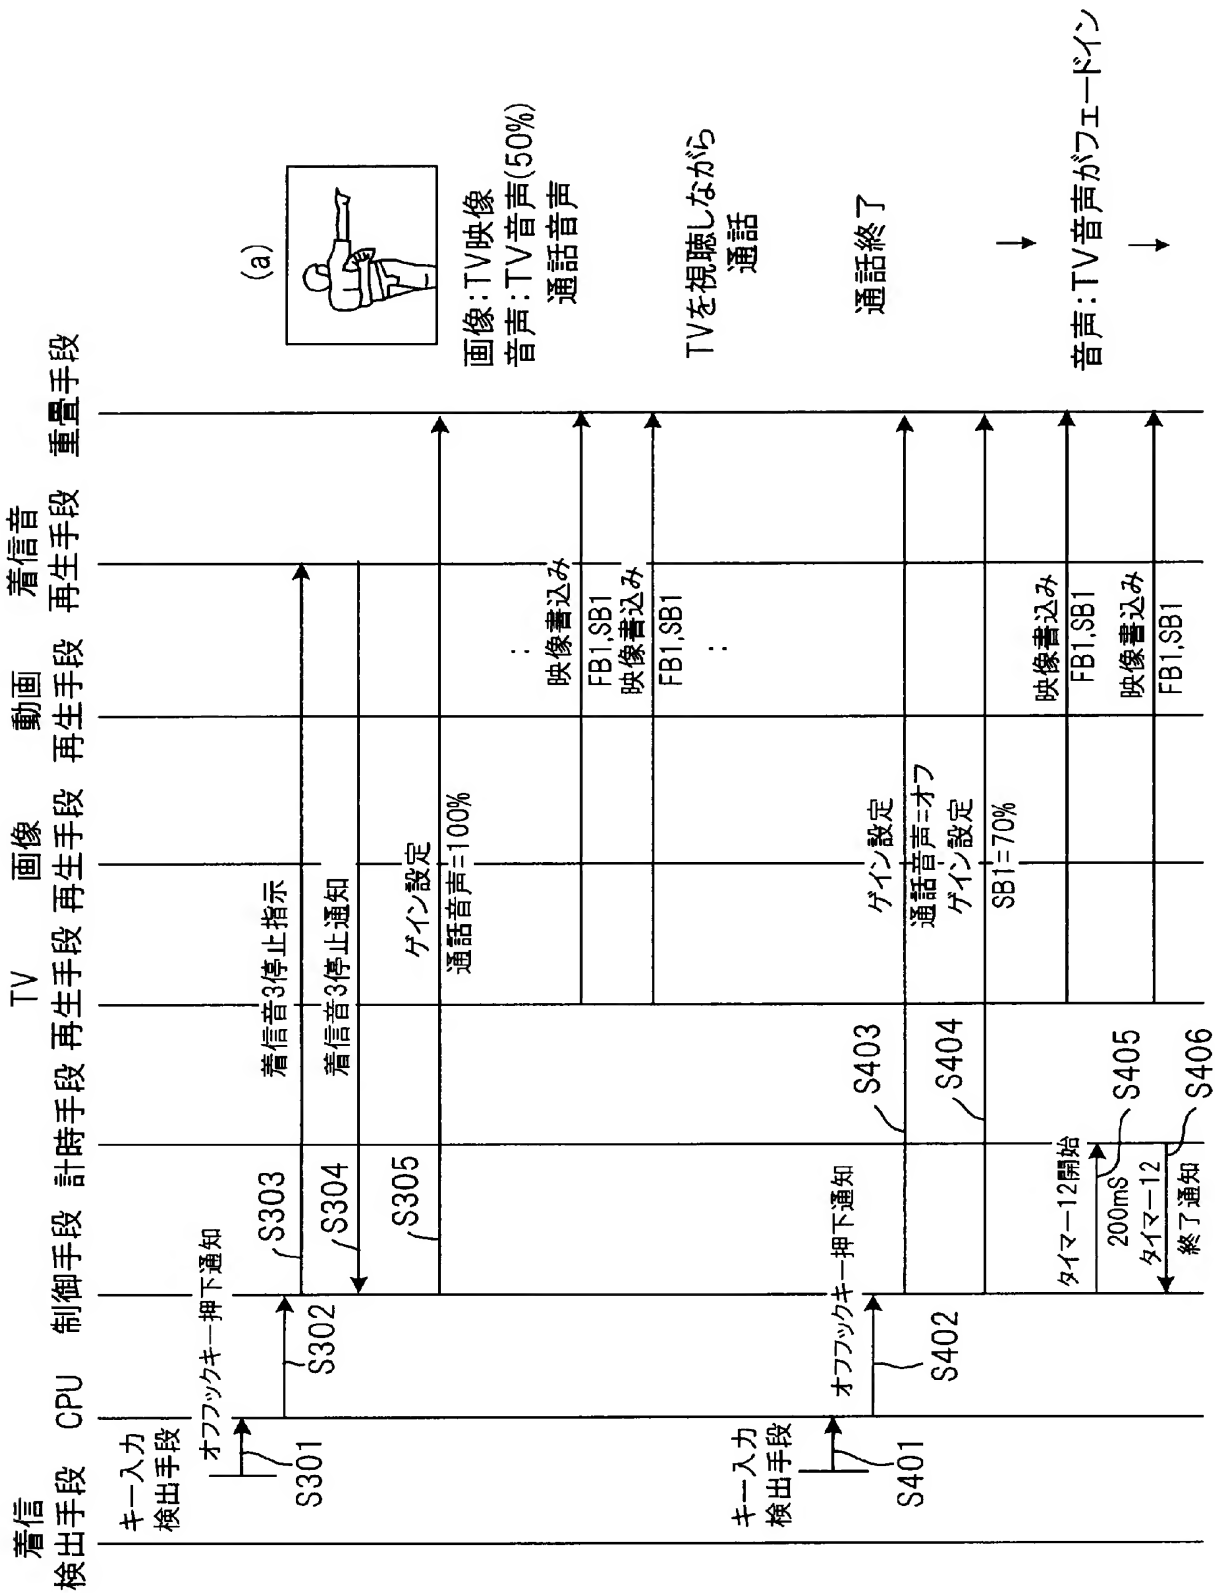 着信
検出手段
CPU
制御手段
計時手段
TV
再生手段
画像
再生手段
動画
再生手段
着信音
再生手段
重畳手段
キー入力
検出手段
S301
オフフックキー押下通知
S302
S303
着信音3停止指示
S304
着信音3停止通知
S305
ゲイン設定
通話音声=100%
:
映像書込み
FB1,SB1
映像書込み
FB1,SB1
:
キー入力
検出手段
S401
オフフックキー押下通知
S402
S403
ゲイン設定
通話音声=オフ
S404
ゲイン設定
SB1=70%
映像書込み
FB1,SB1
タイマー12開始
S405
200mS
タイマー12
終了通知
S406
映像書込み
FB1,SB1
(a)
画像:TV映像
音声:TV音声(50%)
通話音声
TVを視聴しながら
通話
通話終了
↓
音声:TV音声がフェードイン
↓